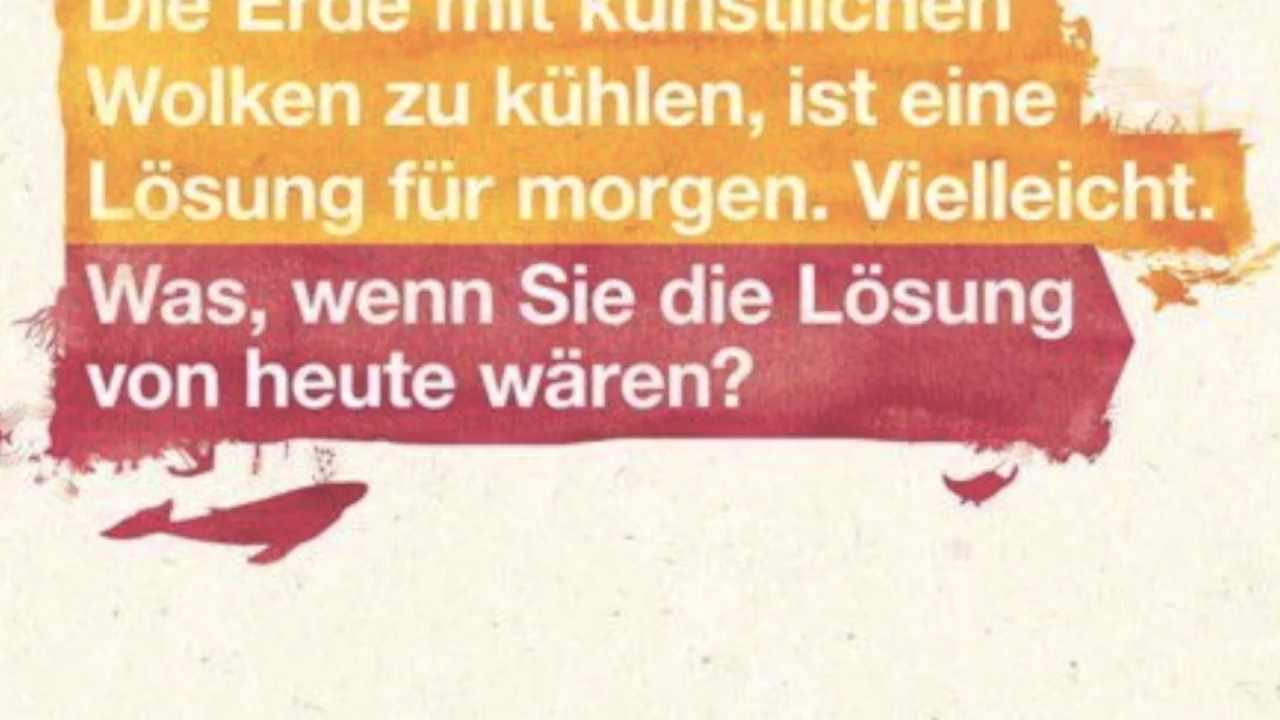 Die Erde mit künstlichen
Wolken zu kühlen, ist eine
Lösung für morgen. Vielleicht.
Was, wenn Sie die Lösung
von heute wären?